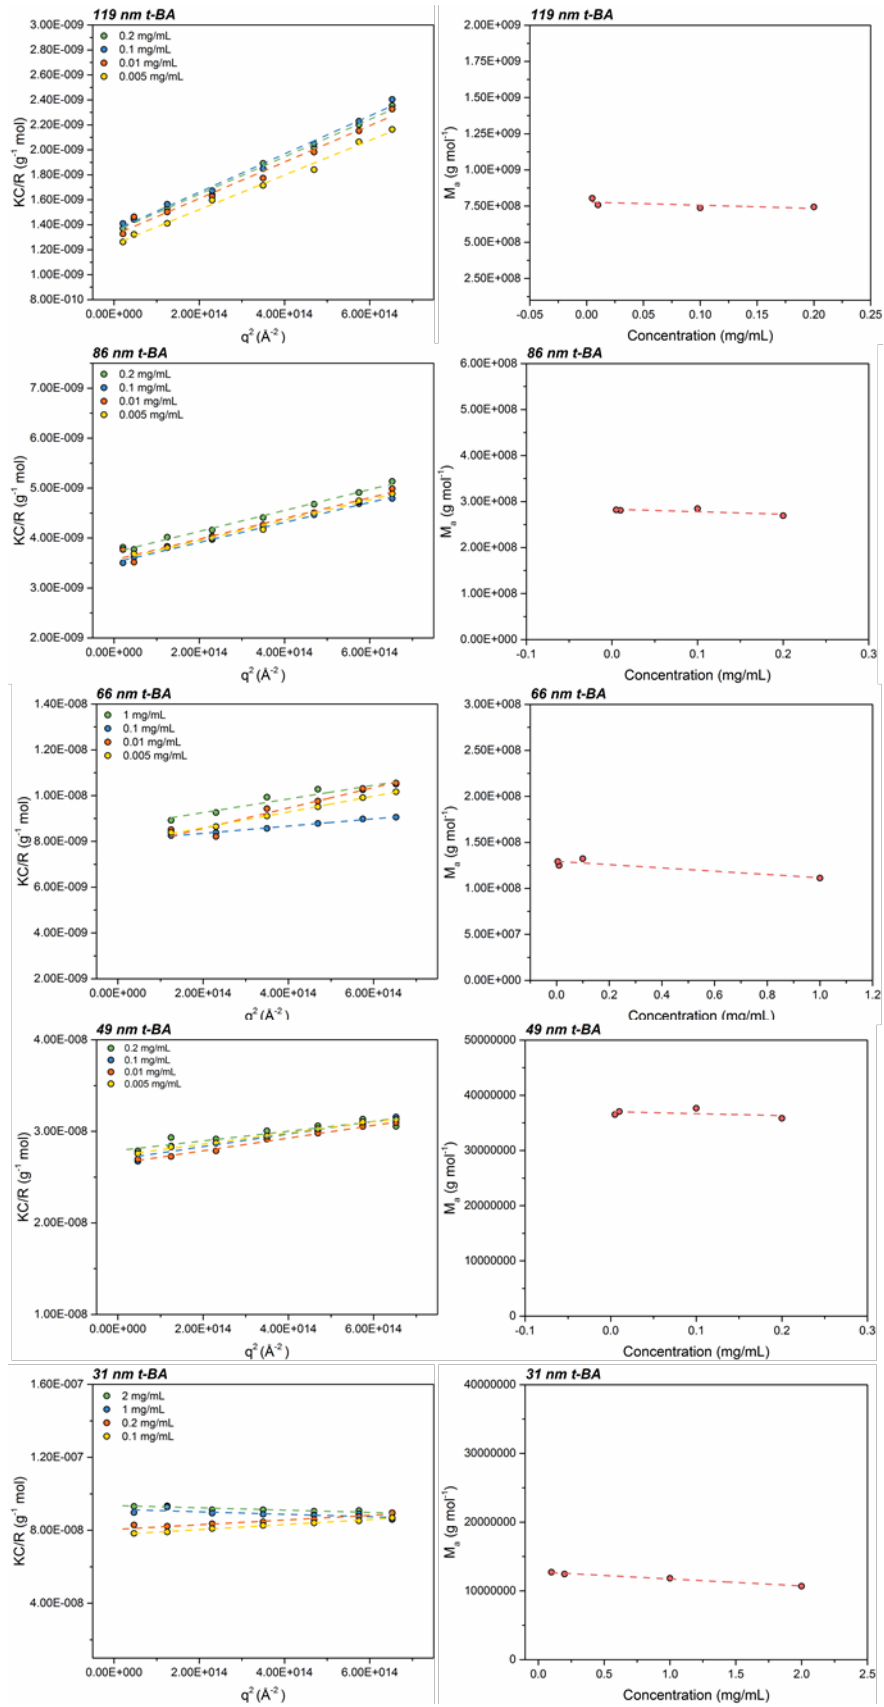 119 nm t-BA
3.00E-009
2.80E-009
2.60E-009
2.40E-009
2.20E-009
2.00E-009
1.80E-009
1.60E-009
1.40E-009
1.20E-009
1.00E-009
8.00E-010
KC/R (g⁻¹ mol)
0.2 mg/mL
0.1 mg/mL
0.01 mg/mL
0.005 mg/mL
0.00E+000 2.00E+014 4.00E+014 6.00E+014
q² (Å⁻²)
119 nm t-BA
2.00E+009
1.75E+009
1.50E+009
1.25E+009
1.00E+009
7.50E+008
5.00E+008
2.50E+008
Mₐ (g mol⁻¹)
-0.05 0.00 0.05 0.10 0.15 0.20 0.25
Concentration (mg/mL)
86 nm t-BA
7.00E-009
6.00E-009
5.00E-009
4.00E-009
3.00E-009
2.00E-009
KC/R (g⁻¹ mol)
0.2 mg/mL
0.1 mg/mL
0.01 mg/mL
0.005 mg/mL
0.00E+000 2.00E+014 4.00E+014 6.00E+014
q² (Å⁻²)
86 nm t-BA
6.00E+008
5.00E+008
4.00E+008
3.00E+008
2.00E+008
1.00E+008
0.00E+000
Mₐ (g mol⁻¹)
-0.1 0.0 0.1 0.2 0.3
Concentration (mg/mL)
66 nm t-BA
1.40E-008
1.20E-008
1.00E-008
8.00E-009
6.00E-009
4.00E-009
2.00E-009
KC/R (g⁻¹ mol)
1 mg/mL
0.1 mg/mL
0.01 mg/mL
0.005 mg/mL
0.00E+000 2.00E+014 4.00E+014 6.00E+014
q² (Å⁻²)
66 nm t-BA
3.00E+008
2.50E+008
2.00E+008
1.50E+008
1.00E+008
5.00E+007
0.00E+000
Mₐ (g mol⁻¹)
0.0 0.2 0.4 0.6 0.8 1.0 1.2
Concentration (mg/mL)
49 nm t-BA
4.00E-008
3.00E-008
2.00E-008
1.00E-008
KC/R (g⁻¹ mol)
0.2 mg/mL
0.1 mg/mL
0.01 mg/mL
0.005 mg/mL
0.00E+000 2.00E+014 4.00E+014 6.00E+014
q² (Å⁻²)
49 nm t-BA
50000000
40000000
30000000
20000000
10000000
0
Mₐ (g mol⁻¹)
-0.1 0.0 0.1 0.2 0.3
Concentration (mg/mL)
31 nm t-BA
1.60E-007
1.20E-007
8.00E-008
4.00E-008
KC/R (g⁻¹ mol)
2 mg/mL
1 mg/mL
0.2 mg/mL
0.1 mg/mL
0.00E+000 2.00E+014 4.00E+014 6.00E+014
q² (Å⁻²)
31 nm t-BA
40000000
30000000
20000000
10000000
0
Mₐ (g mol⁻¹)
0.0 0.5 1.0 1.5 2.0 2.5
Concentration (mg/mL)